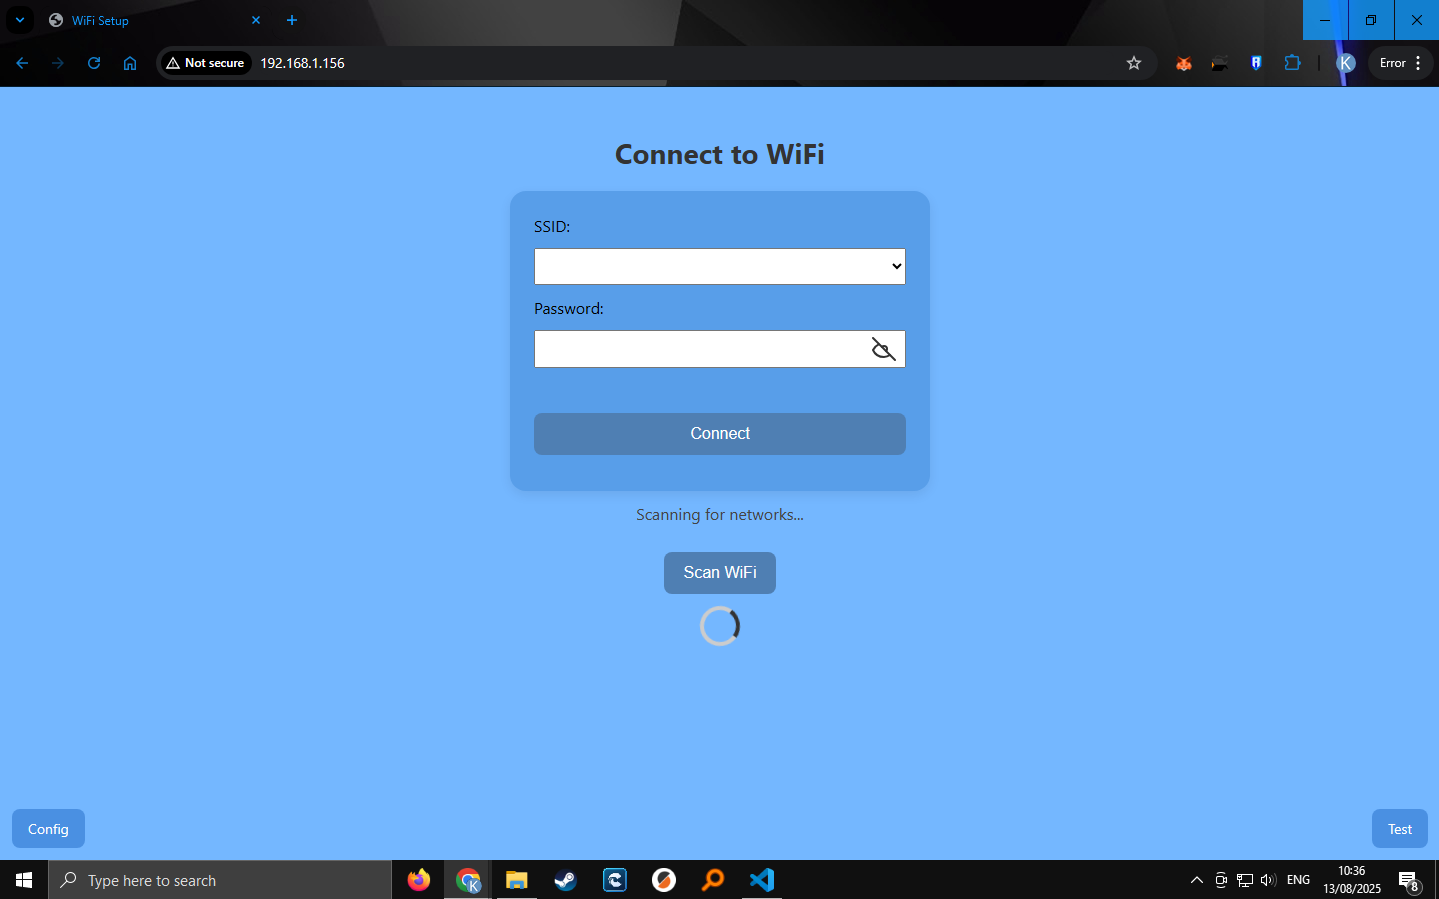 WiFi Setup
Not secure
192.168.1.156
K
Error
Connect to WiFi
SSID:
Password:
Connect
Scanning for networks...
Scan WiFi
Config
Test
Type here to search
K
ENG
10:36
13/08/2025
8